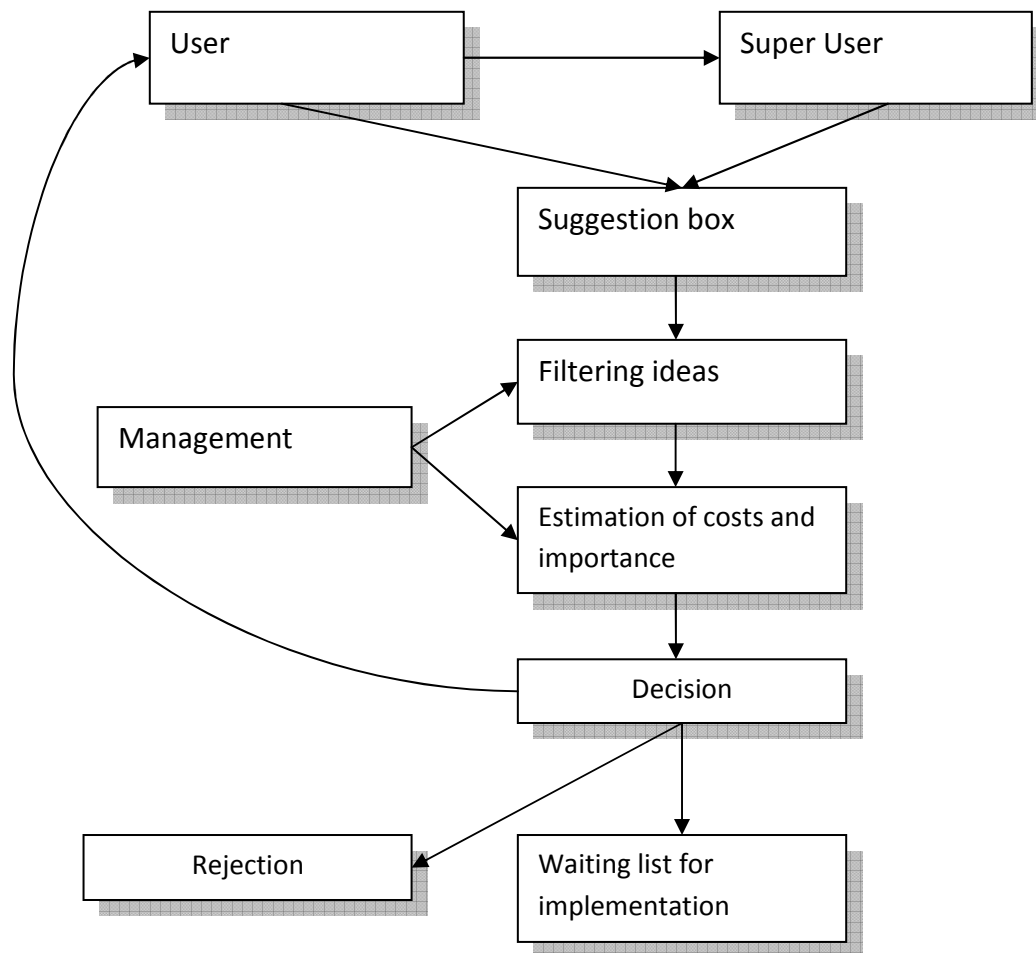 User
Super User
Suggestion box
Filtering ideas
Management
Estimation of costs and
importance
Decision
Rejection
Waiting list for
implementation